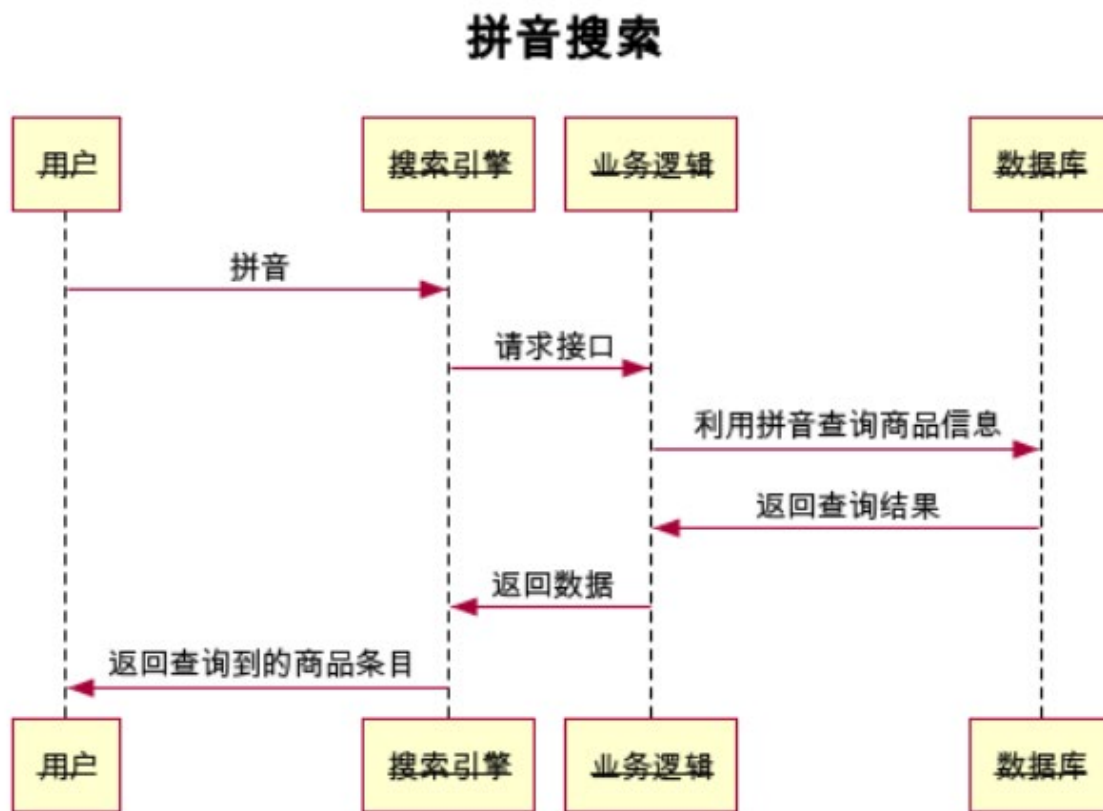 拼音搜索
用户 搜索引擎 业务逻辑 数据库
拼音
请求接口
利用拼音查询商品信息
返回查询结果
返回数据
返回查询到的商品条目
用户 搜索引擎 业务逻辑 数据库